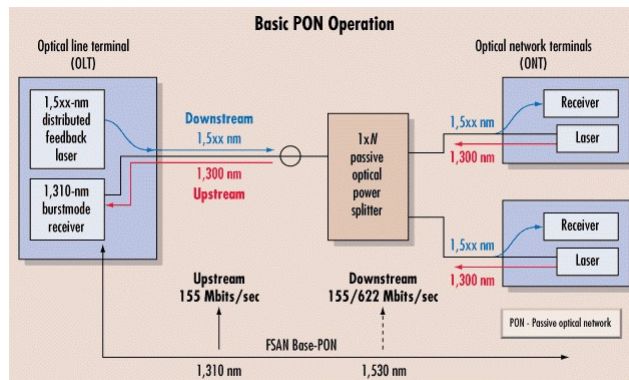 Basic PON Operation
Optical line terminal
(OLT)
1,5xx-nm
distributed
feedback
laser
1,310-nm
burstmode
receiver
Downstream
1,5xx nm
1,300 nm
Upstream
1xN
passive
optical
power
splitter
Optical network terminals
(ONT)
Receiver
1,5xx nm
Laser
1,300 nm
Receiver
1,5xx nm
Laser
1,300 nm
Upstream
155 Mbits/sec
Downstream
155/622 Mbits/sec
PON - Passive optical network
FSAN Base-PON
1,310 nm
1,530 nm